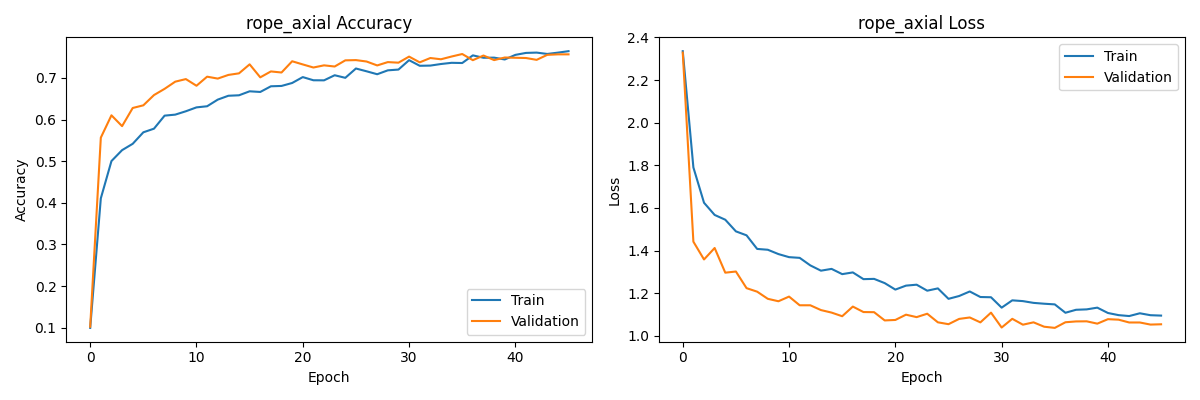 rope_axial Accuracy
Accuracy
0.7
0.6
0.5
0.4
0.3
0.2
0.1
0
10
20
30
40
Epoch
Train
Validation
rope_axial Loss
Loss
2.4
2.2
2.0
1.8
1.6
1.4
1.2
1.0
0
10
20
30
40
Epoch
Train
Validation